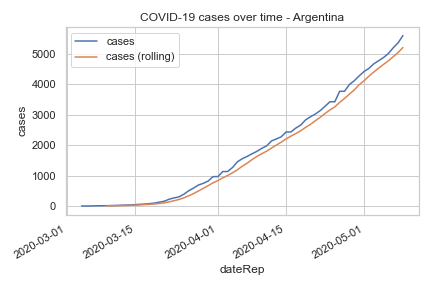 COVID-19 cases over time - Argentina
cases
cases (rolling)
5000
4000
3000
2000
1000
0
cases
2020-03-01
2020-03-15
2020-04-01
2020-04-15
2020-05-01
dateRep